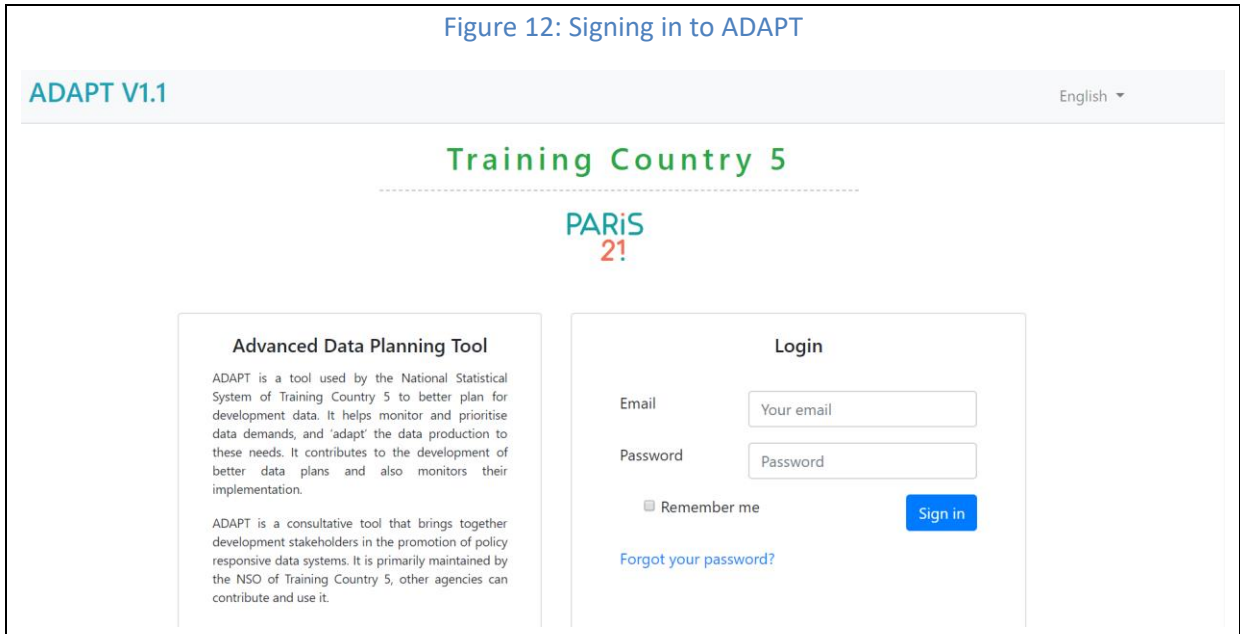 Figure 12: Signing in to ADAPT
ADAPT V1.1
English
Training Country 5
PARiS
21
Advanced Data Planning Tool
ADAPT is a tool used by the National Statistical
System of Training Country 5 to better plan for
development data. It helps monitor and prioritise
data demands, and 'adapt' the data production to
these needs. It contributes to the development of
better data plans and also monitors their
implementation.
ADAPT is a consultative tool that brings together
development stakeholders in the promotion of policy
responsive data systems. It is primarily maintained by
the NSO of Training Country 5, other agencies can
contribute and use it.
Login
Email
Your email
Password
Password
Remember me
Sign in
Forgot your password?